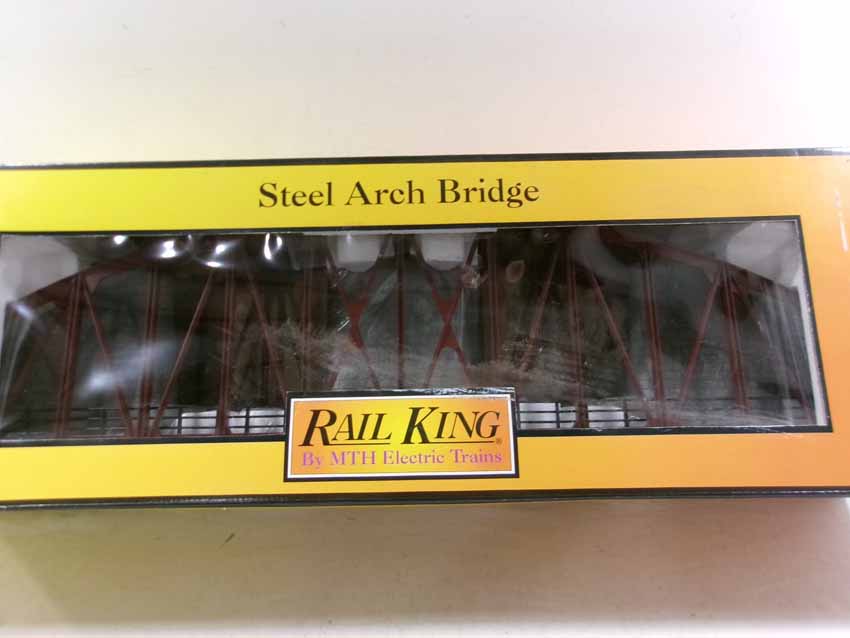 Steel Arch Bridge
RAIL KING®
By MTH Electric Trains